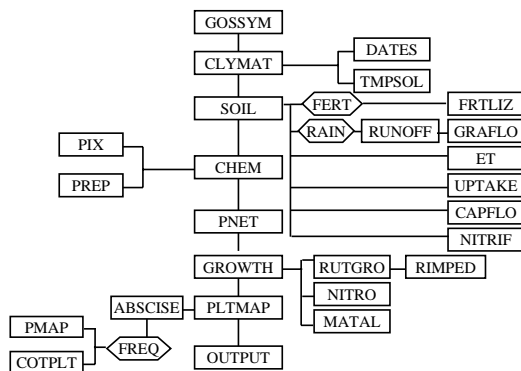 GOSSYM
CLYMAT
DATES
TMPSOL
SOIL
FERT
FRTLIZ
RAIN
RUNOFF
GRAFLO
PIX
PREP
CHEM
ET
UPTAKE
CAPFLO
NITRIF
PNET
GROWTH
RUTGRO
RIMPED
NITRO
MATAL
ABSCISE
PLTMAP
PMAP
COTPLT
FREQ
OUTPUT